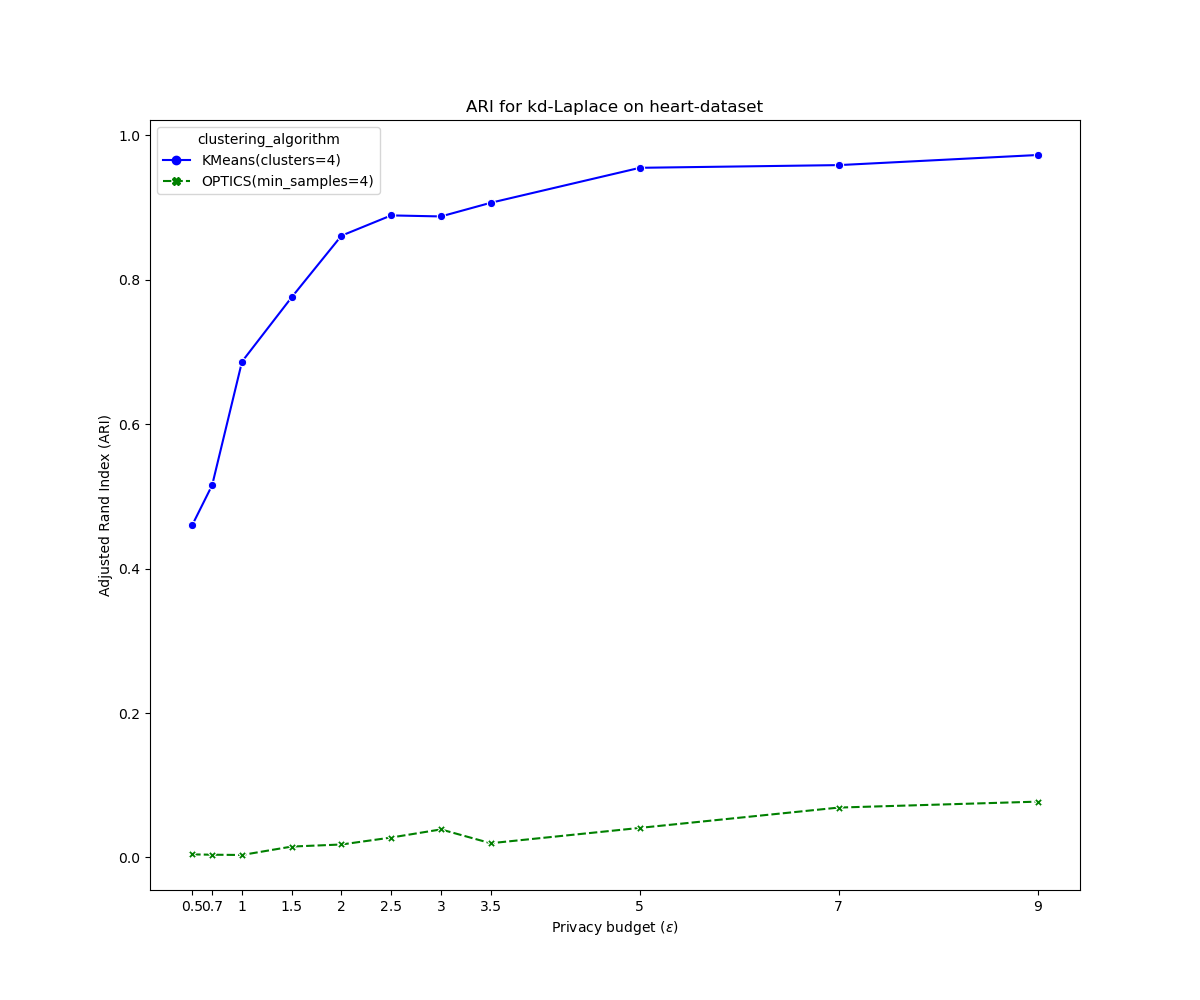 ARI for kd-Laplace on heart-dataset
clustering_algorithm
KMeans(clusters=4)
OPTICS(min_samples=4)
Adjusted Rand Index (ARI)
1.0
0.8
0.6
0.4
0.2
0.0
0.5 0.7 1 1.5 2 2.5 3 3.5 5 7 9
Privacy budget (ε)